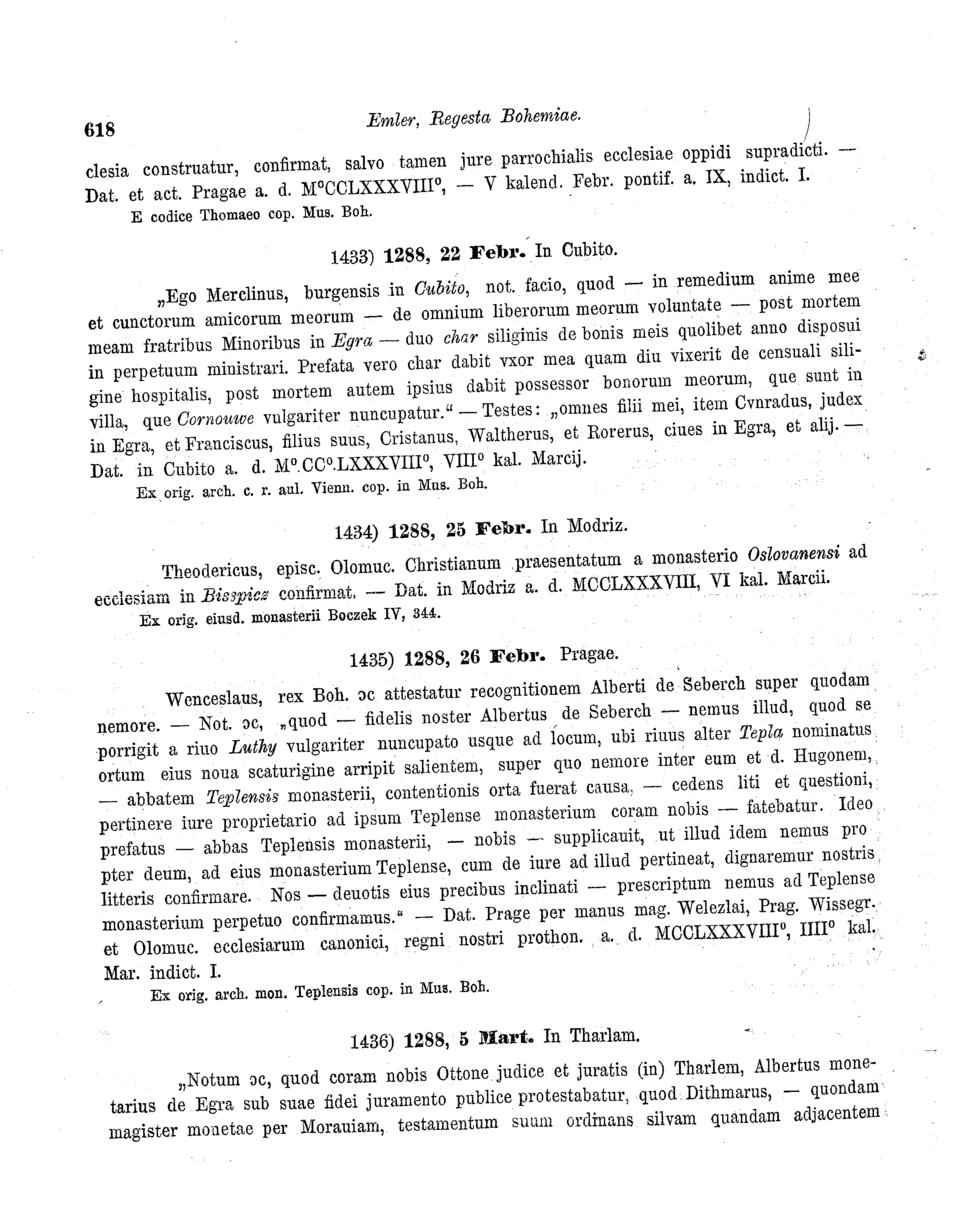 618
Emler, Regesta Bohemiae.
clesia construatur, confirmat, salvo tamen jure parrochialis ecclesiae oppidi supradicti. —
Dat. et act. Pragae a. d. M⁰CCLXXXVIII⁰, — V kalend. Febr. pontif. a. IX, indict. I.
E codice Thomaeo cop. Mus. Boh.
1433) 1288, 22 Febr. In Cubito.
„Ego Merclinus, burgensis in Cubito, not. facio, quod — in remedium anime mee
et cunctorum amicorum meorum — de omnium liberorum meorum voluntate — post mortem
meam fratribus Minoribus in Egra — duo char siliginis de bonis meis quolibet anno disposui
in perpetuum ministrari. Prefata vero char dabit vxor mea quam diu vixerit de censuali sili-
gine hospitalis, post mortem autem ipsius dabit possessor bonorum meorum, que sunt in
villa, que Cornouwe vulgariter nuncupatur.“ — Testes: „omnes filii mei, item Cvnradus, judex
in Egra, et Franciscus, filius suus, Cristanus, Waltherus, et Rorerus, ciues in Egra, et alij. —
Dat. in Cubito a. d. M⁰.CC⁰.LXXXVIII⁰, VIII⁰ kal. Marcij.
Ex orig. arch. c. r. aul. Vienn. cop. in Mus. Boh.
1434) 1288, 25 Febr. In Modriz.
Theodericus, episc. Olomuc. Christianum praesentatum a monasterio Oslovanensi ad
ecclesiam in Bisspicz confirmat. — Dat. in Modriz a. d. MCCLXXXVIII, VI kal. Marcii.
Ex orig. eiusd. monasterii Boczek IV, 344.
1435) 1288, 26 Febr. Pragae.
Wenceslaus, rex Boh. ɔc attestatur recognitionem Alberti de Seberch super quodam
nemore. — Not. ɔc, „quod — fidelis noster Albertus de Seberch — nemus illud, quod se
porrigit a riuo Luthy vulgariter nuncupato usque ad locum, ubi riuus alter Tepla nominatus
ortum eius noua scaturigine arripit salientem, super quo nemore inter eum et d. Hugonem,
— abbatem Teplensis monasterii, contentionis orta fuerat causa, — cedens liti et questioni,
pertinere iure proprietario ad ipsum Teplense monasterium coram nobis — fatebatur. Ideo
prefatus — abbas Teplensis monasterii, — nobis — supplicauit, ut illud idem nemus pro
pter deum, ad eius monasterium Teplense, cum de iure ad illud pertineat, dignaremur nostris
litteris confirmare. Nos — deuotis eius precibus inclinati — prescriptum nemus ad Teplense
monasterium perpetuo confirmamus.“ — Dat. Prage per manus mag. Welezlai, Prag. Wissegr.
et Olomuc. ecclesiarum canonici, regni nostri prothon. a. d. MCCLXXXVIII⁰, IIII⁰ kal.
Mar. indict. I.
Ex orig. arch. mon. Teplensis cop. in Mus. Boh.
1436) 1288, 5 Mart. In Tharlam.
„Notum ɔc, quod coram nobis Ottone judice et juratis (in) Tharlem, Albertus mone-
tarius de Egra sub suae fidei juramento publice protestabatur, quod Dithmarus, — quondam
magister monetae per Morauiam, testamentum suum ordinans silvam quandam adjacentem